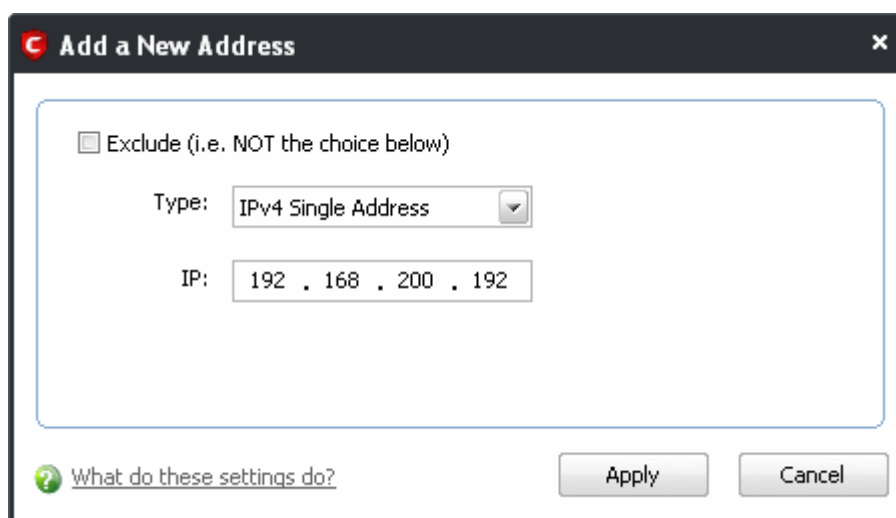 C Add a New Address ×
Exclude (i.e. NOT the choice below)
Type: IPv4 Single Address
IP: 192 . 168 . 200 . 192
? What do these settings do? Apply Cancel